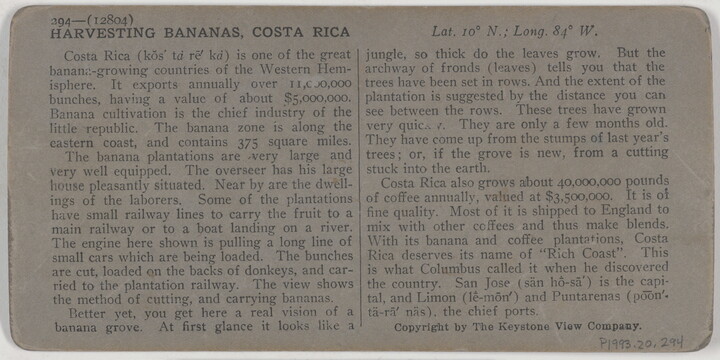 294—(12804)
HARVESTING BANANAS, COSTA RICA
Lat. 10° N.; Long. 84° W.
Costa Rica (kŏs′ tȧ rē′ kȧ) is one of the great
banana-growing countries of the Western Hem-
isphere. It exports annually over
bunches, having a value of about $5,000,000.
Banana cultivation is the chief industry of the
little republic. The banana zone is along the
eastern coast, and contains 375 square miles.
The banana plantations are very large and
very well equipped. The overseer has his large
house pleasantly situated. Near by are the dwell-
ings of the laborers. Some of the plantations
have small railway lines to carry the fruit to a
main railway or to a boat landing on a river.
The engine here shown is pulling a long line of
small cars which are being loaded. The bunches
are cut, loaded on the backs of donkeys, and car-
ried to the plantation railway. The view shows
the method of cutting, and carrying bananas.
Better yet, you get here a real vision of a
banana grove. At first glance it looks like a
jungle, so thick do the leaves grow. But the
archway of fronds (leaves) tells you that the
trees have been set in rows. And the extent of the
plantation is suggested by the distance you can
see between the rows. These trees have grown
very They are only a few months old.
They have come up from the stumps of last year's
trees; or, if the grove is new, from a cutting
stuck into the earth.
Costa Rica also grows about 40,000,000 pounds
of coffee annually, valued at $3,500,000. It is of
fine quality. Most of it is shipped to England to
mix with other coffees and thus make blends.
With its banana and coffee plantations, Costa
Rica deserves its name of "Rich Coast". This
is what Columbus called it when he discovered
the country. San Jose (sän hō-sā′) is the capi-
tal, and Limon (lē-mōn′) and Puntarenas (pōōn′-
tä-rā′ näs), the chief ports.
Copyright by The Keystone View Company.
P1993.20.294